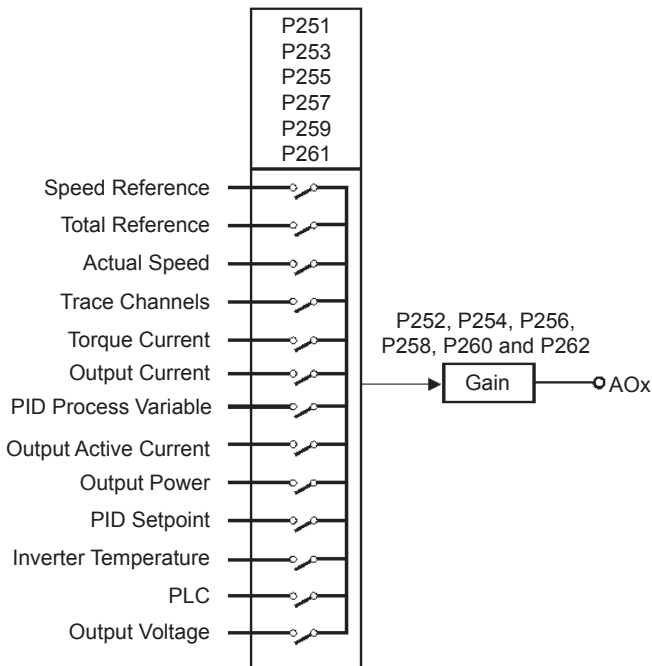 P251
P253
P255
P257
P259
P261
Speed Reference
Total Reference
Actual Speed
Trace Channels
Torque Current
Output Current
PID Process Variable
Output Active Current
Output Power
PID Setpoint
Inverter Temperature
PLC
Output Voltage
P252, P254, P256,
P258, P260 and P262
Gain
AOx